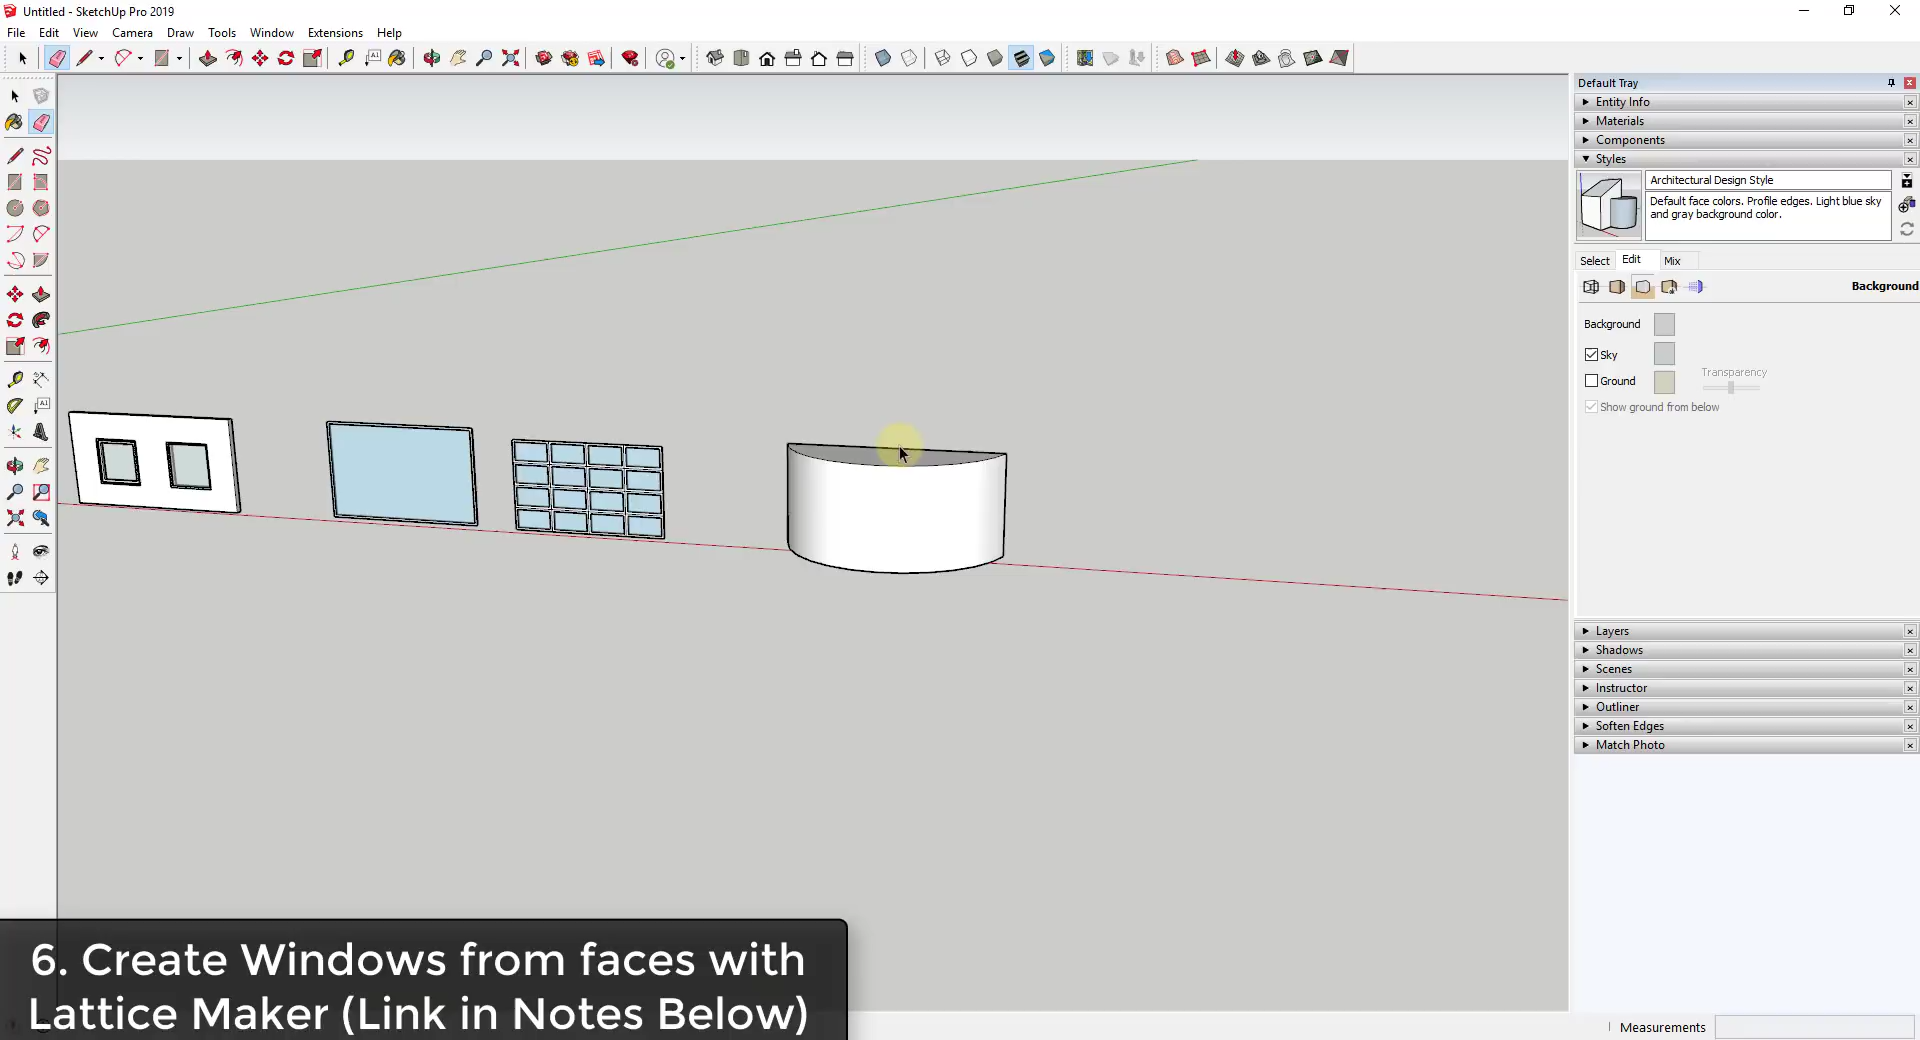 Untitled - SketchUp Pro 2019
File Edit View Camera Draw Tools Window Extensions Help
Default Tray
Entity Info
Materials
Components
Styles
Architectural Design Style
Default face colors. Profile edges. Light blue sky
and gray background color.
Select Edit Mix
Background
Background
Sky
Transparency
Ground
Show ground from below
Layers
Shadows
Scenes
Instructor
Outliner
Soften Edges
Match Photo
6. Create Windows from faces with
Lattice Maker (Link in Notes Below)
Measurements